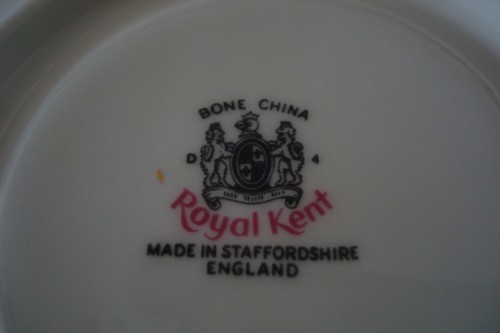 BONE CHINA
D 4
Royal Kent
MADE IN STAFFORDSHIRE
ENGLAND